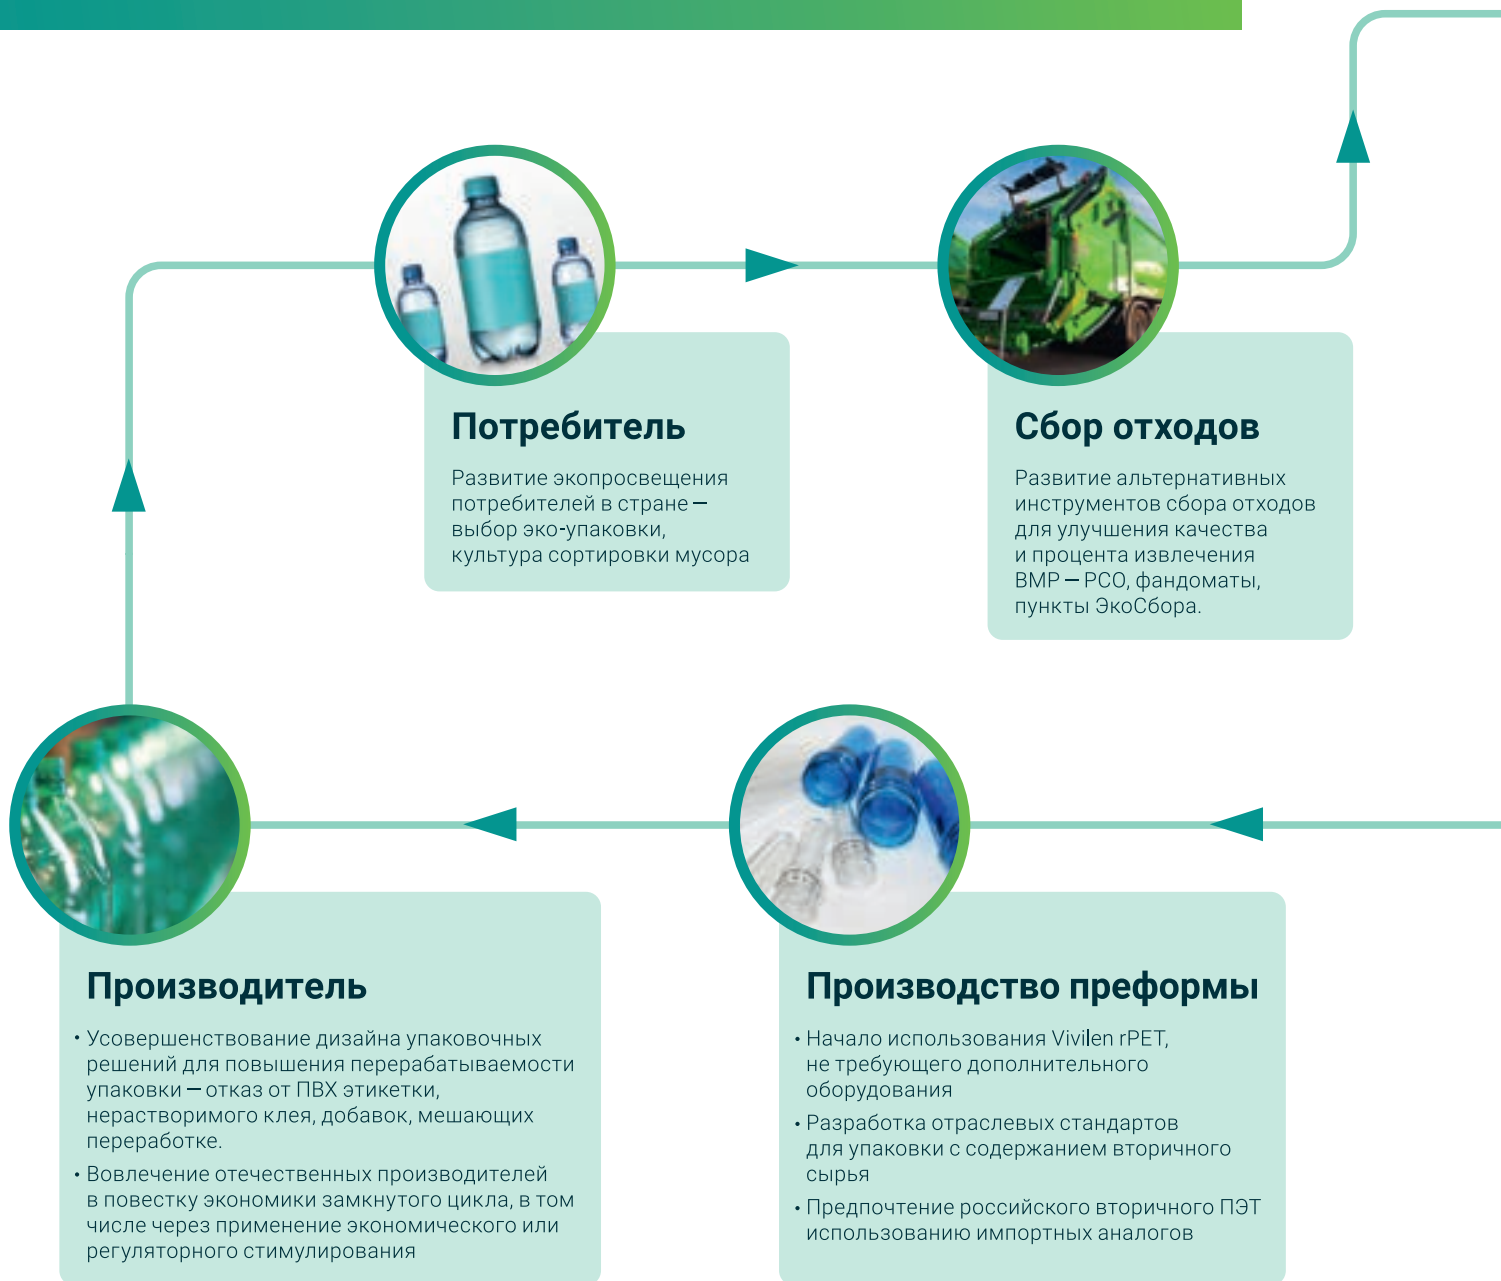 Потребитель
Развитие экопросвещения
потребителей в стране —
выбор эко-упаковки,
культура сортировки мусора
Сбор отходов
Развитие альтернативных
инструментов сбора отходов
для улучшения качества
и процента извлечения
ВМР — РСО, фандоматы,
пункты ЭкоСбора.
Производитель
• Усовершенствование дизайна упаковочных
решений для повышения перерабатываемости
упаковки — отказ от ПВХ этикетки,
нерастворимого клея, добавок, мешающих
переработке.
• Вовлечение отечественных производителей
в повестку экономики замкнутого цикла, в том
числе через применение экономического или
регуляторного стимулирования
Производство преформы
• Начало использования Vivilen rPET,
не требующего дополнительного
оборудования
• Разработка отраслевых стандартов
для упаковки с содержанием вторичного
сырья
• Предпочтение российского вторичного ПЭТ
использованию импортных аналогов